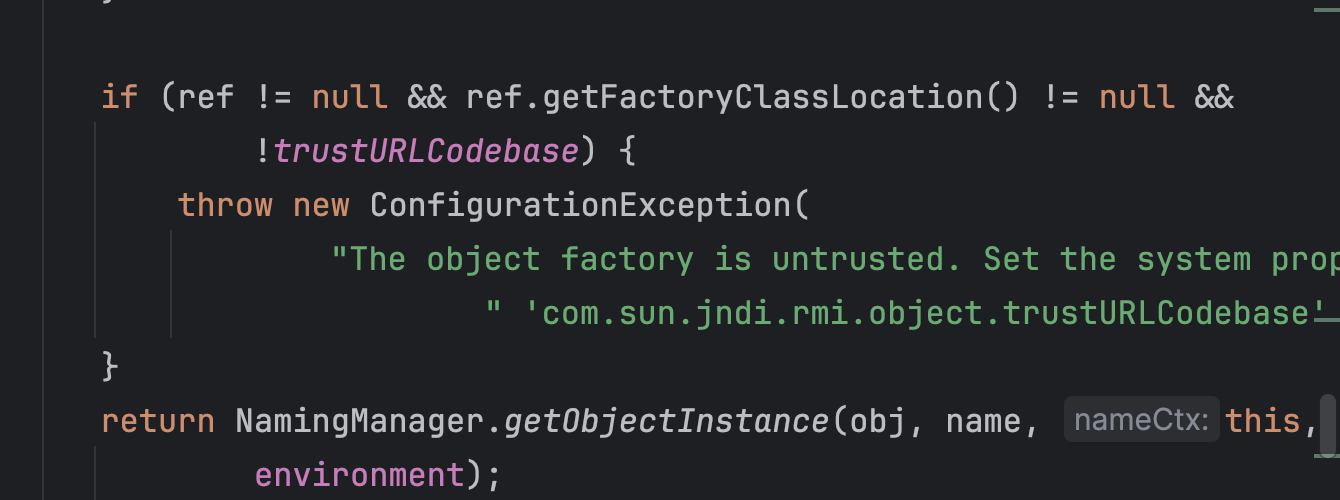 }
if (ref != null && ref.getFactoryClassLocation() != null &&
!trustURLCodebase) {
throw new ConfigurationException(
"The object factory is untrusted. Set the system prop
" 'com.sun.jndi.rmi.object.trustURLCodebase'
}
return NamingManager.getObjectInstance(obj, name, nameCtx: this,
environment);